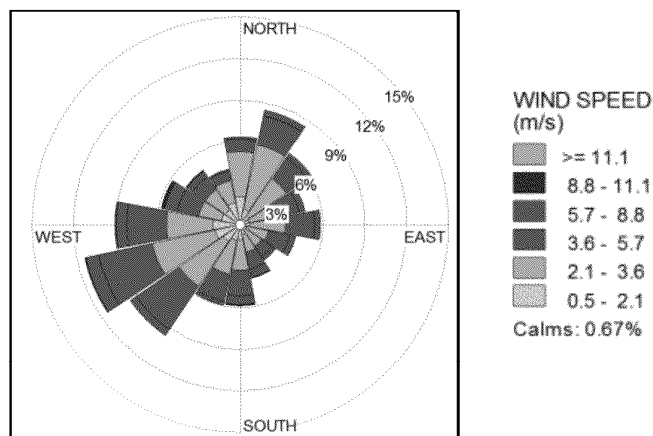 NORTH
15%
12%
9%
6%
3%
WEST
EAST
SOUTH
WIND SPEED
(m/s)
>= 11.1
8.8 - 11.1
5.7 - 8.8
3.6 - 5.7
2.1 - 3.6
0.5 - 2.1
Calms: 0.67%